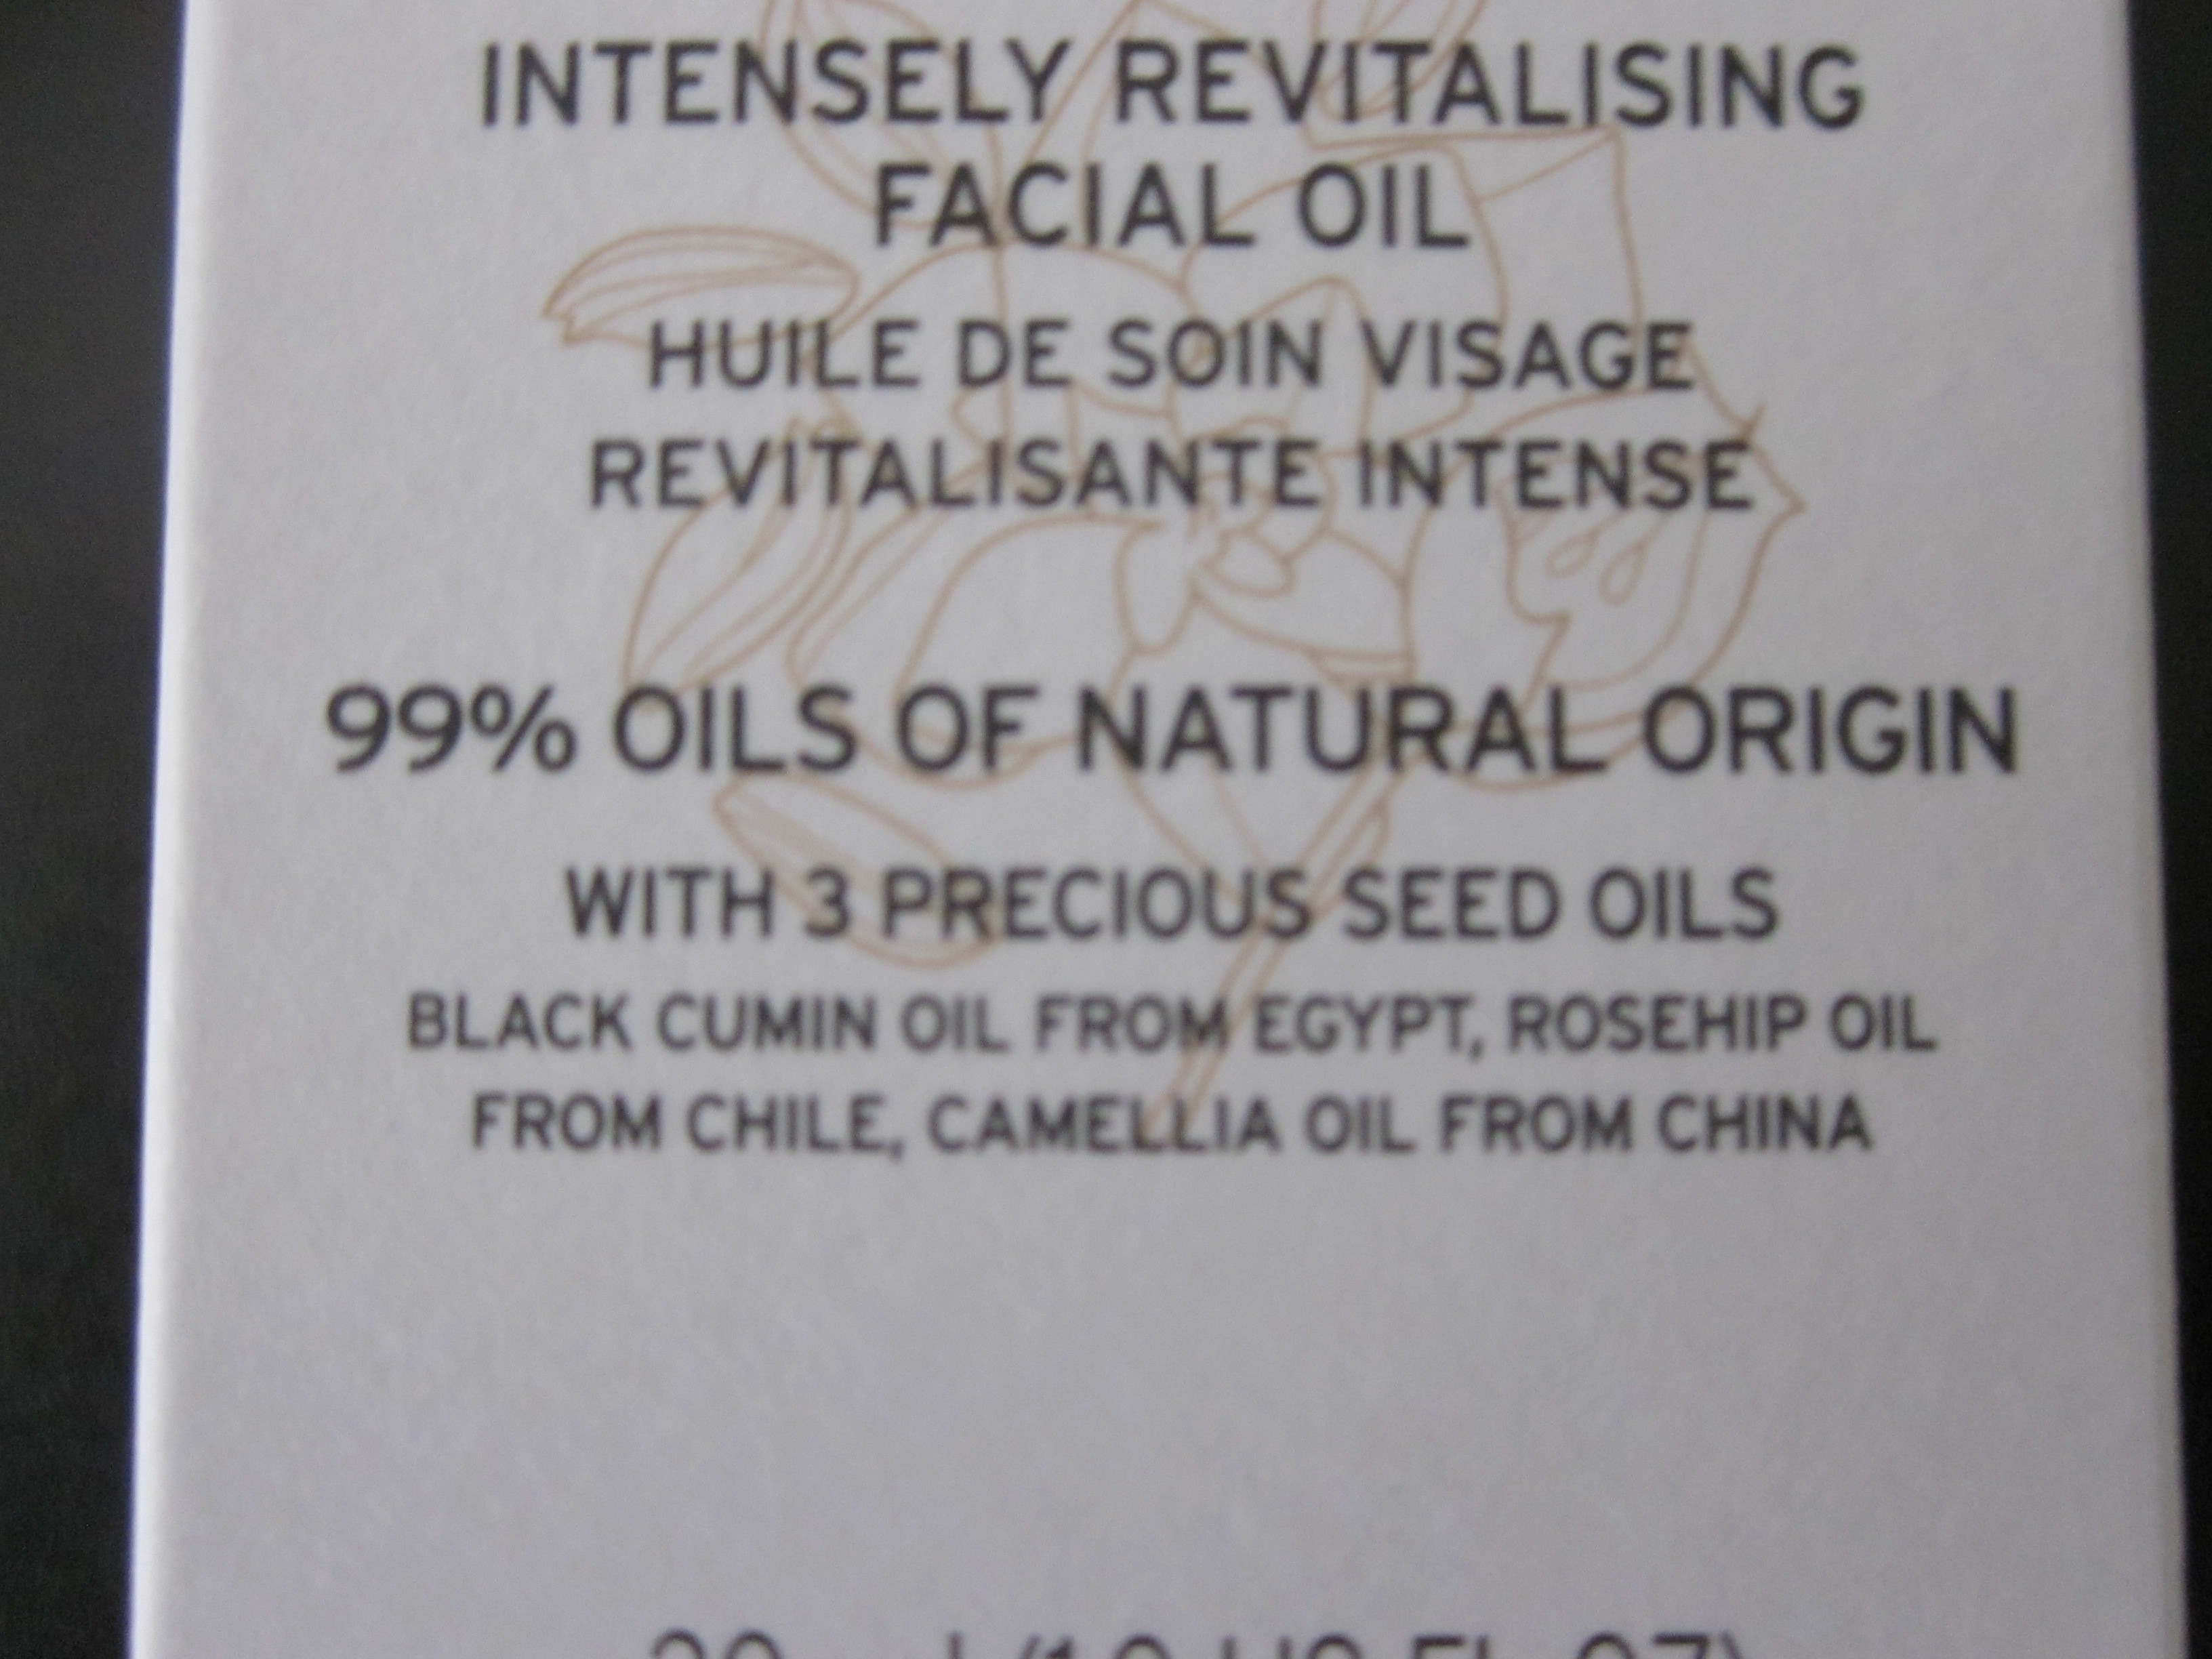 INTENSELY REVITALISING
FACIAL OIL
HUILE DE SOIN VISAGE
REVITALISANTE INTENSE
99% OILS OF NATURAL ORIGIN
WITH 3 PRECIOUS SEED OILS
BLACK CUMIN OIL FROM EGYPT, ROSEHIP OIL
FROM CHILE, CAMELLIA OIL FROM CHINA